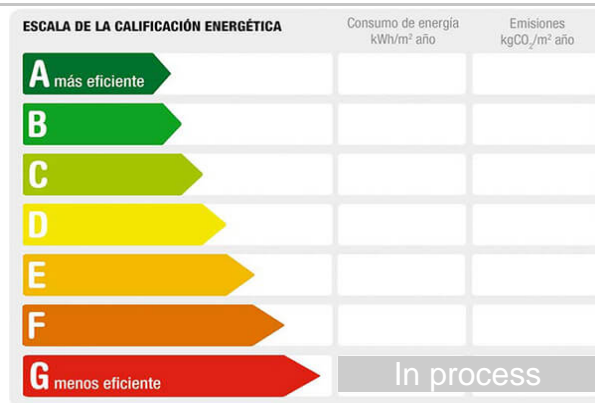 ESCALA DE LA CALIFICACIÓN ENERGÉTICA
Consumo de energía
kWh/m² año
Emisiones
kgCO₂/m² año
A más eficiente
B
C
D
E
F
G menos eficiente
In process